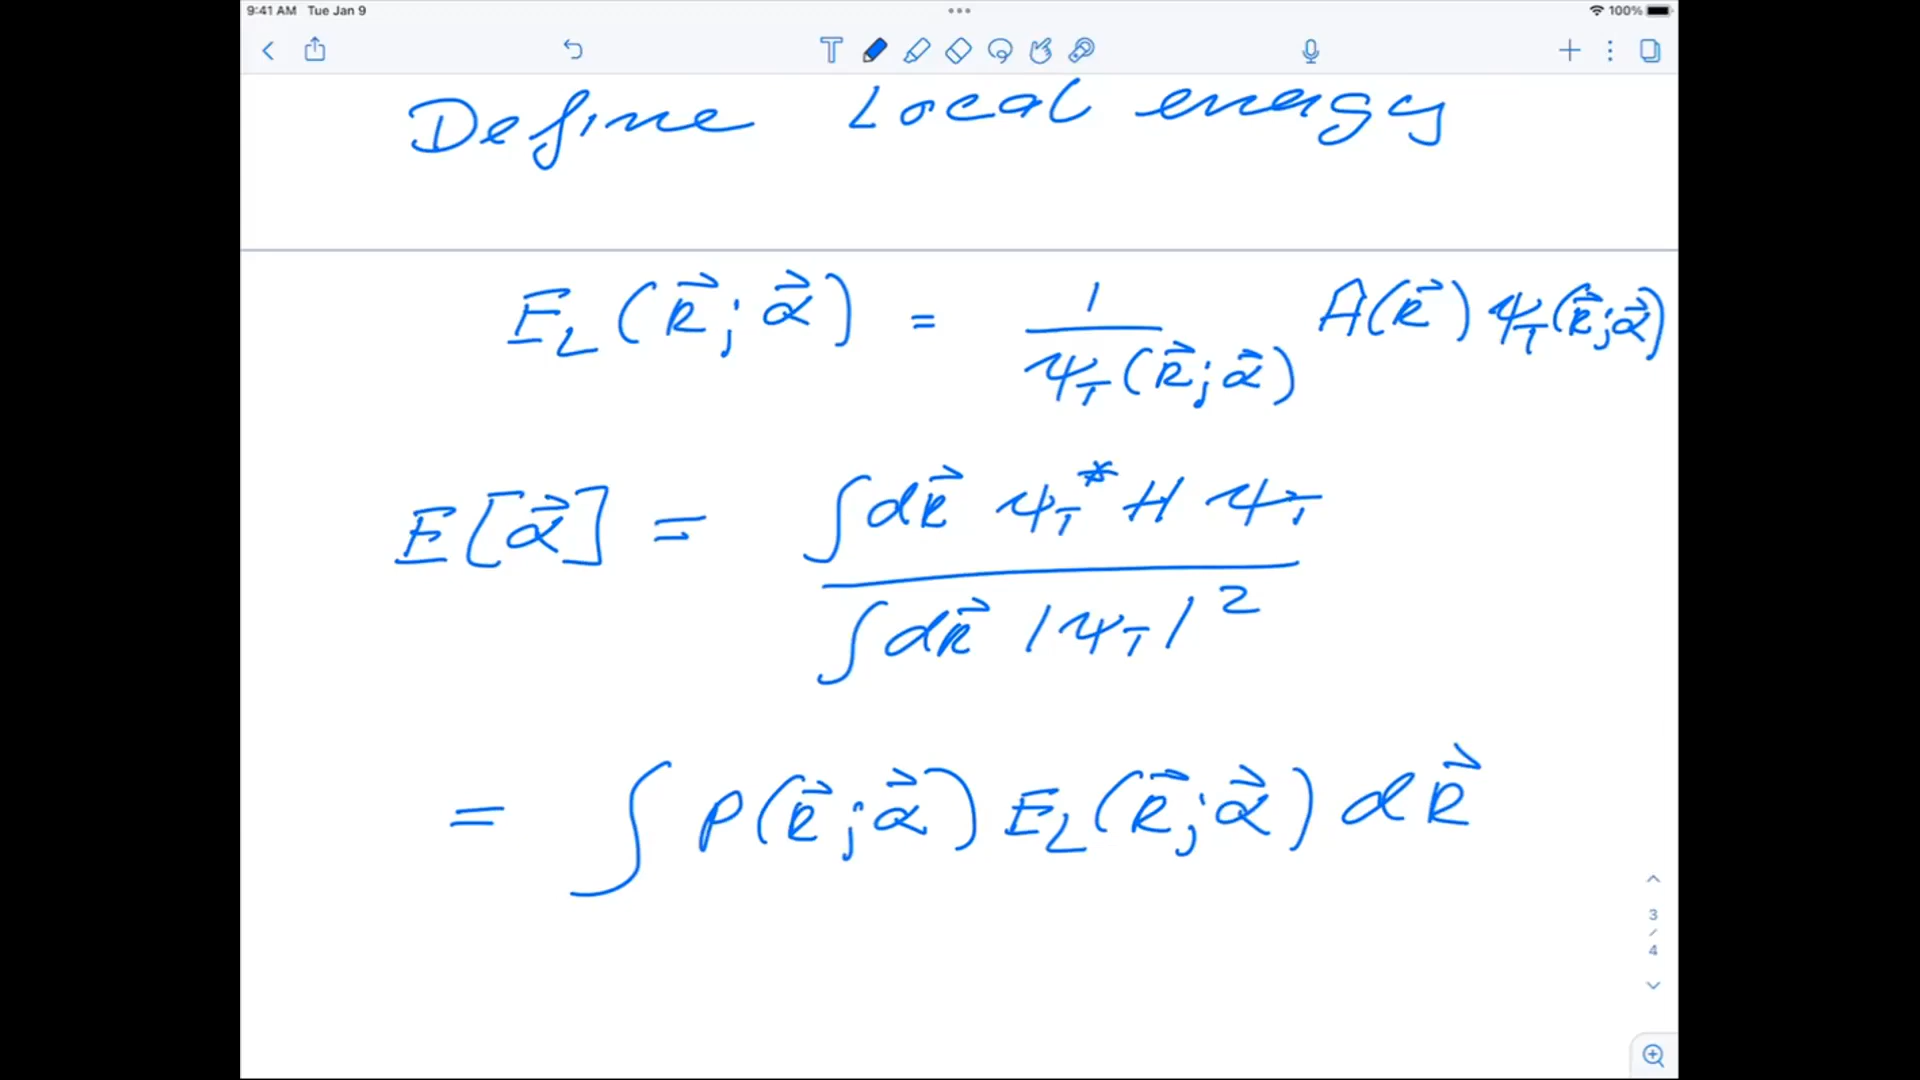 9:41 AM Tue Jan 9
100%
Define Local energy
E_L(R⃗; α⃗) = 1 / ψ_T(R⃗; α⃗) Ĥ(R⃗) ψ_T(R⃗; α⃗)
E[α⃗] = ∫dR⃗ ψ_T* H ψ_T / ∫dR⃗ |ψ_T|²
= ∫ P(R⃗; α⃗) E_L(R⃗; α⃗) dR⃗
3
/
4